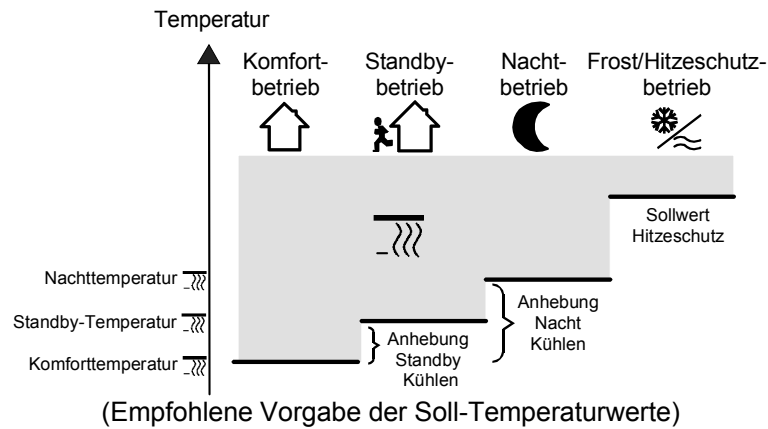 Temperatur
Komfort-
betrieb
Standby-
betrieb
Nacht-
betrieb
Frost/Hitzeschutz-
betrieb
Sollwert
Hitzeschutz
Nachttemperatur
Anhebung
Nacht
Kühlen
Standby-Temperatur
Anhebung
Standby
Kühlen
Komforttemperatur
(Empfohlene Vorgabe der Soll-Temperaturwerte)